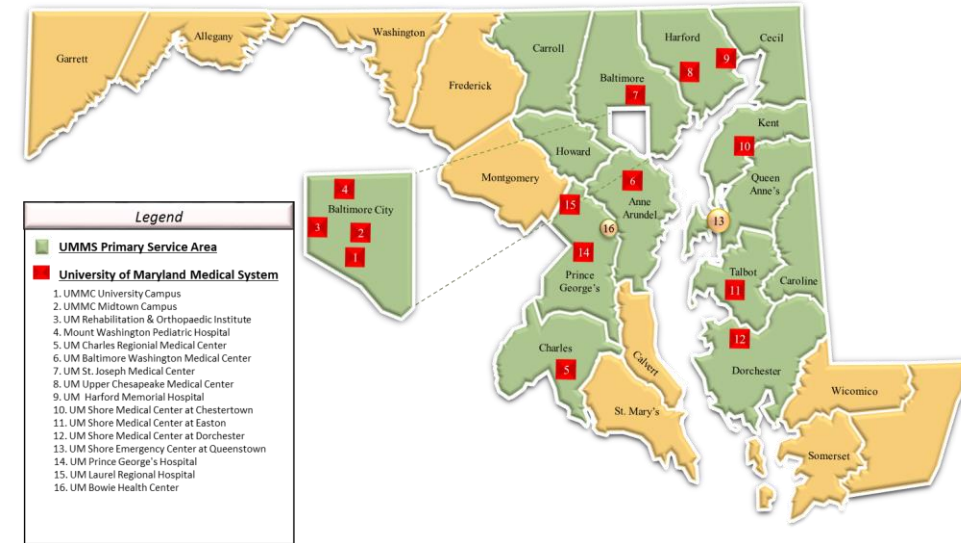 Garrett
Allegany
Washington
Frederick
Carroll
Baltimore
Harford
Cecil
7
8
9
Kent
10
Queen
Anne's
Howard
Montgomery
6
Anne
Arundel
15
16
13
14
Prince
George's
Talbot
11
Caroline
12
Dorchester
Charles
5
Calvert
St. Mary's
Wicomico
Somerset
4
Baltimore City
3
2
1
Legend
UMMS Primary Service Area
University of Maryland Medical System
1. UMMC University Campus
2. UMMC Midtown Campus
3. UM Rehabilitation & Orthopaedic Institute
4. Mount Washington Pediatric Hospital
5. UM Charles Regionial Medical Center
6. UM Baltimore Washington Medical Center
7. UM St. Joseph Medical Center
8. UM Upper Chesapeake Medical Center
9. UM Harford Memorial Hospital
10. UM Shore Medical Center at Chestertown
11. UM Shore Medical Center at Easton
12. UM Shore Medical Center at Dorchester
13. UM Shore Emergency Center at Queenstown
14. UM Prince George's Hospital
15. UM Laurel Regional Hospital
16. UM Bowie Health Center